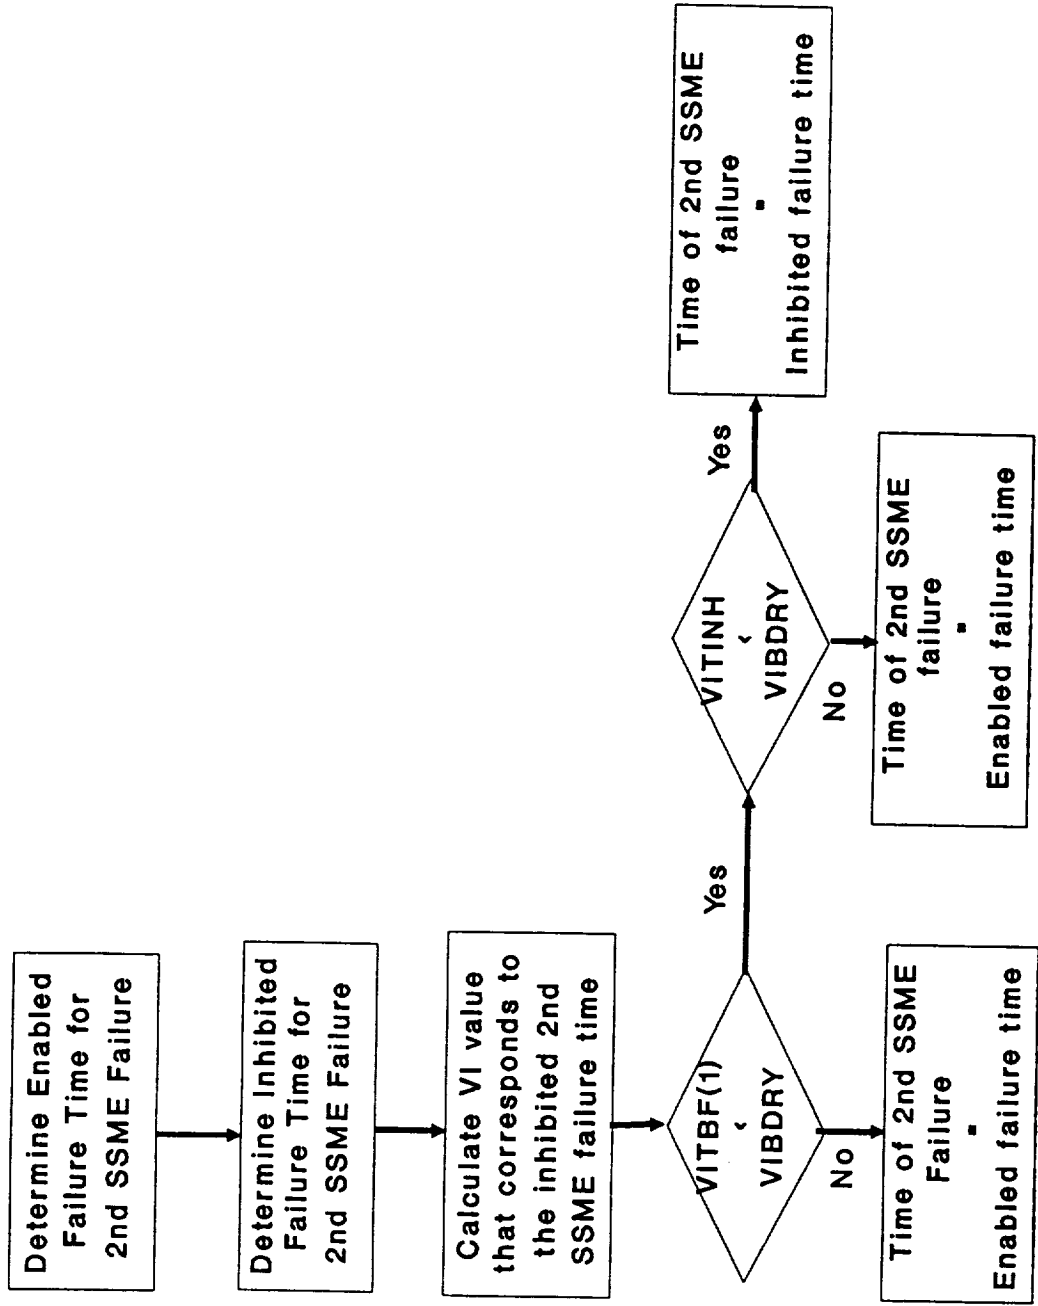 Determine Enabled
Failure Time for
2nd SSME Failure
Determine Inhibited
Failure Time for
2nd SSME Failure
Calculate VI value
that corresponds to
the inhibited 2nd
SSME failure time
VITBF(1)
<
VIBDRY
Yes
No
Time of 2nd SSME
Failure
=
Enabled failure time
VITINH
<
VIBDRY
Yes
No
Time of 2nd SSME
failure
=
Enabled failure time
Time of 2nd SSME
failure
=
Inhibited failure time